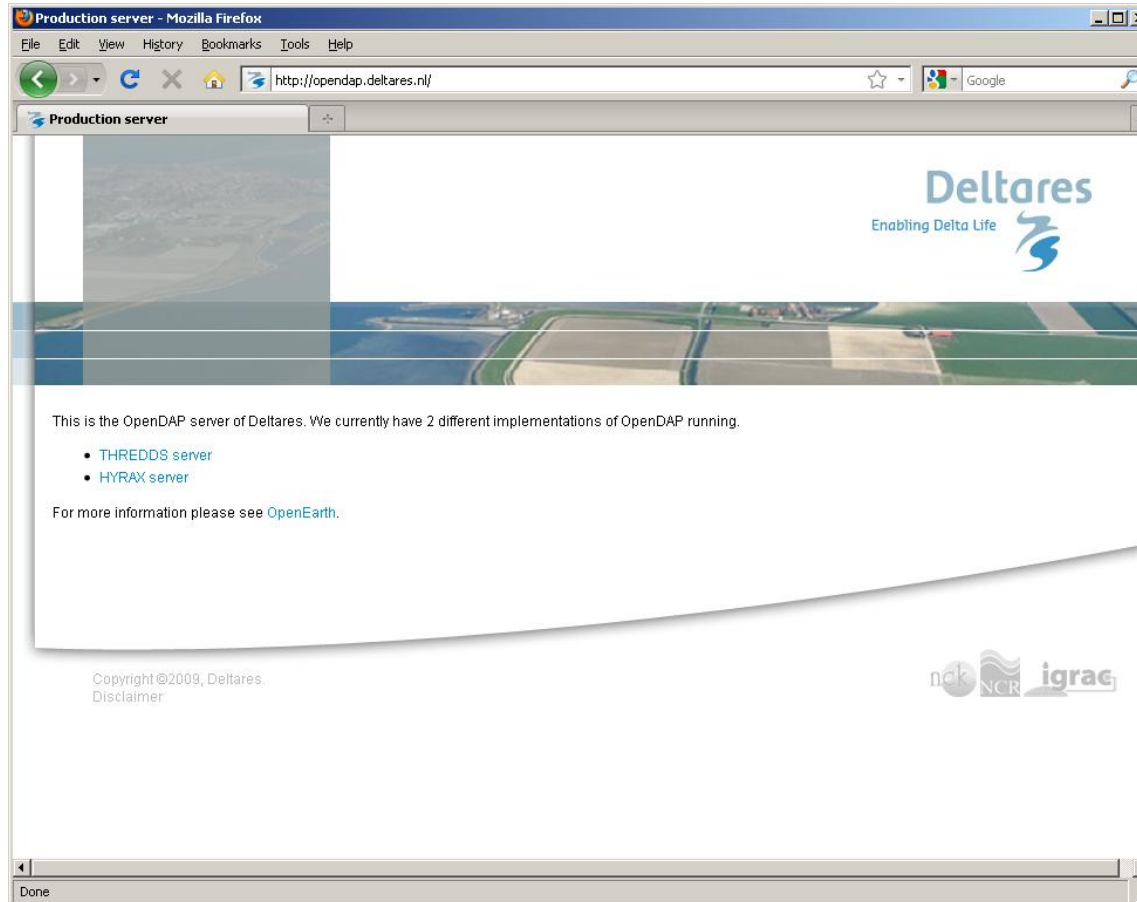 Production server - Mozilla Firefox
File Edit View History Bookmarks Tools Help
http://opendap.deltares.nl/ Google
Production server
Deltares
Enabling Delta Life
This is the OpenDAP server of Deltares. We currently have 2 different implementations of OpenDAP running.
• THREDDS server
• HYRAX server
For more information please see OpenEarth.
Copyright ©2009, Deltares.
Disclaimer
nck NCR igrac
Done